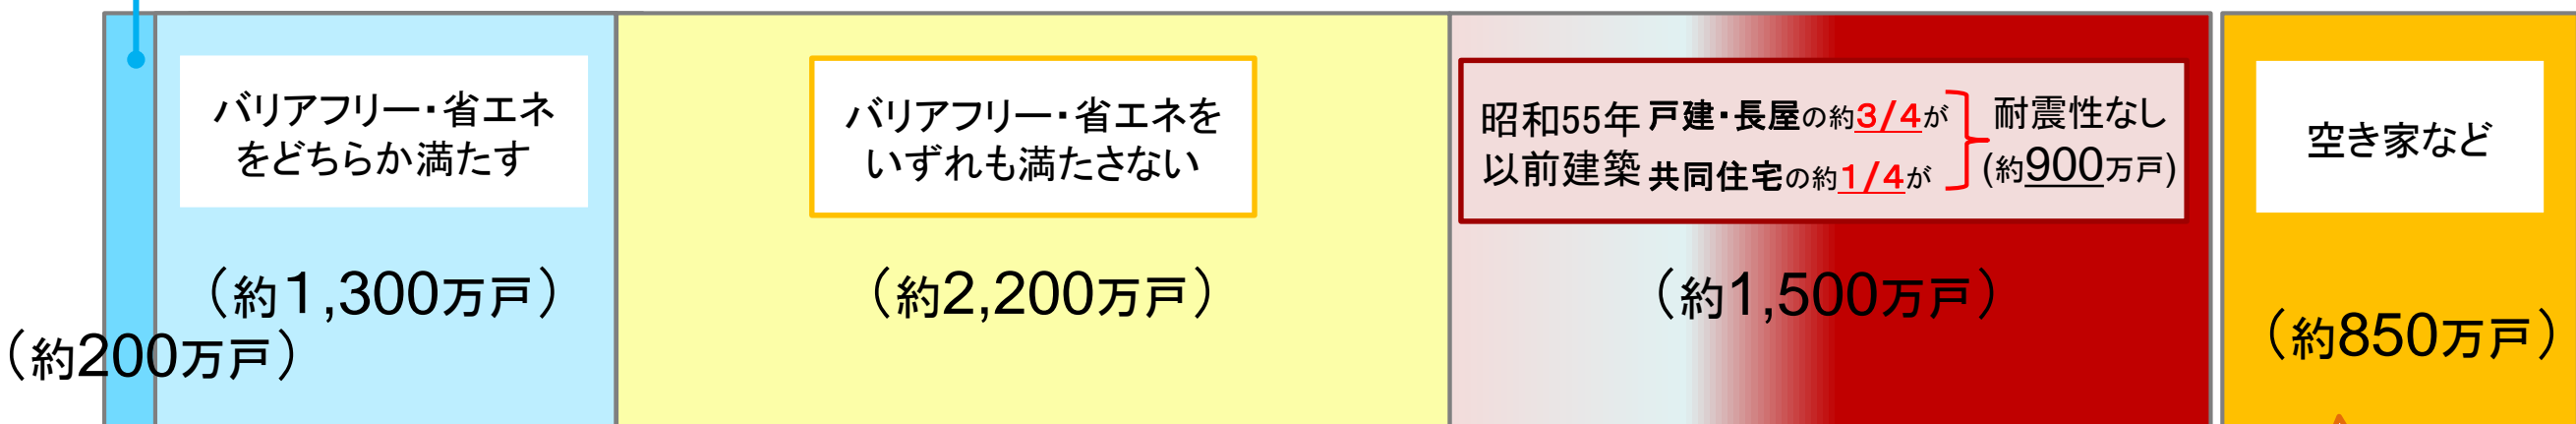 バリアフリー・省エネ
をどちらか満たす
バリアフリー・省エネを
いずれも満たさない
昭和55年
以前建築
戸建・長屋の約3/4が
共同住宅の約1/4が
耐震性なし
(約900万戸)
空き家など
（約1,300万戸）
（約2,200万戸）
（約1,500万戸）
（約200万戸）
（約850万戸）